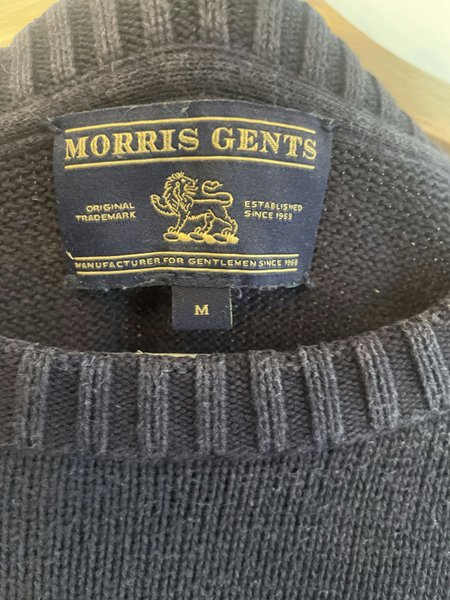 MORRIS GENTS
ORIGINAL
TRADEMARK
ESTABLISHED
SINCE 1968
MANUFACTURER FOR GENTLEMEN SINCE 1968
M